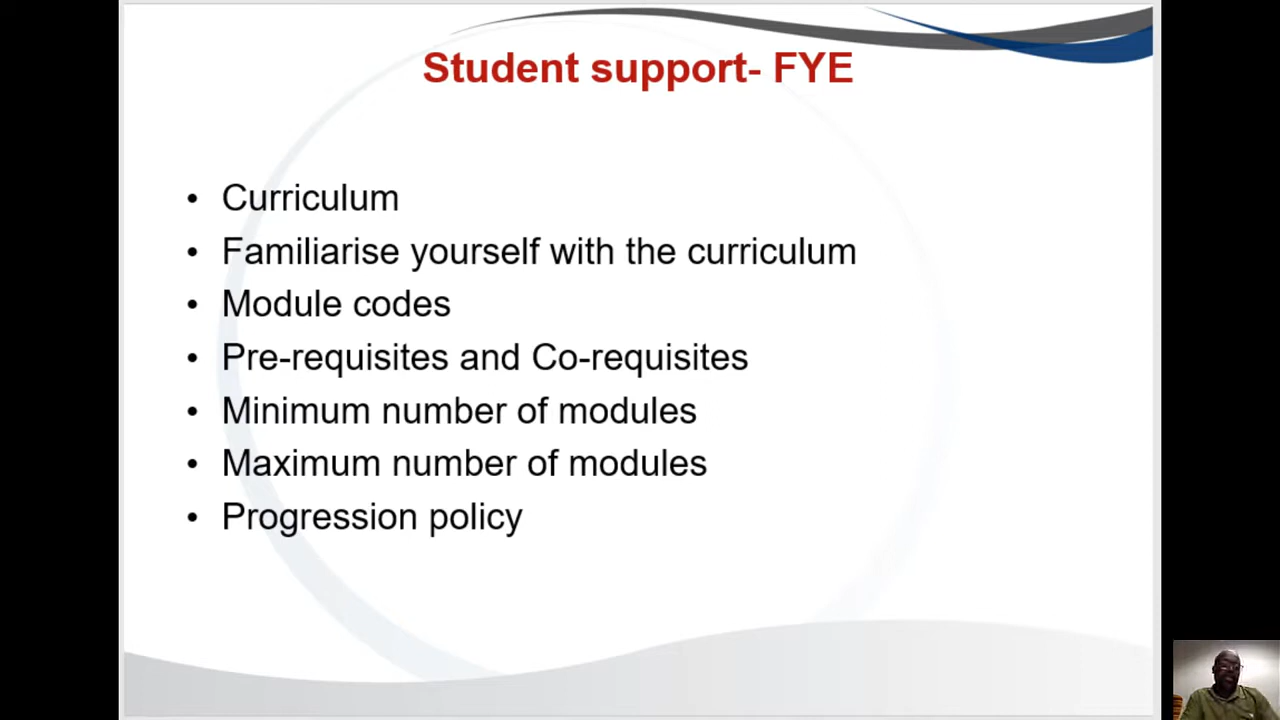 Student support- FYE
• Curriculum
• Familiarise yourself with the curriculum
• Module codes
• Pre-requisites and Co-requisites
• Minimum number of modules
• Maximum number of modules
• Progression policy